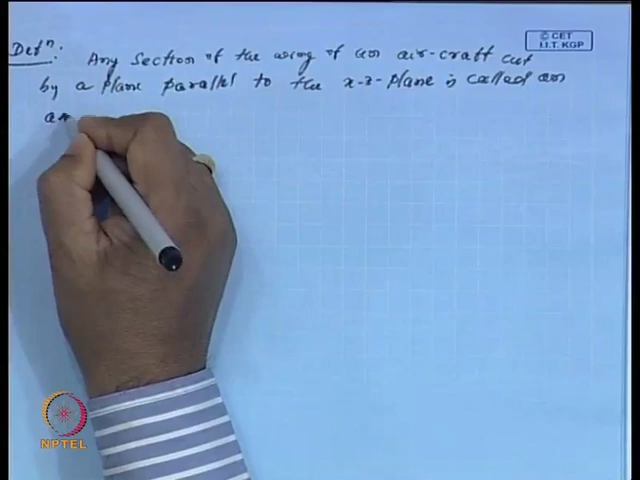 Defn: Any section of the wing of an air-craft cut
© CET
I.I.T. KGP
by a plane parallel to the x-z-plane is called an
a
NPTEL